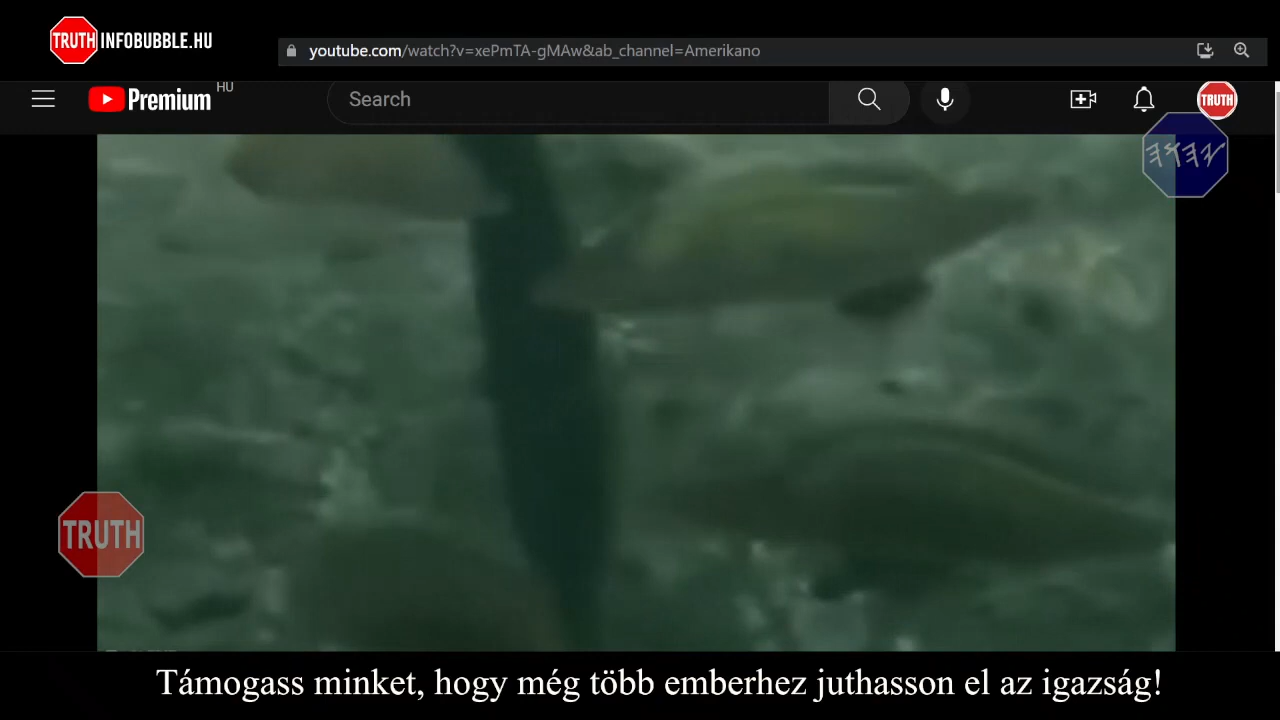 TRUTH INFOBUBBLE.HU
youtube.com/watch?v=xePmTA-gMAw&ab_channel=Amerikano
Premium HU
Search
TRUTH
𐤉𐤄𐤅𐤄
TRUTH
Támogass minket, hogy még több emberhez juthasson el az igazság!